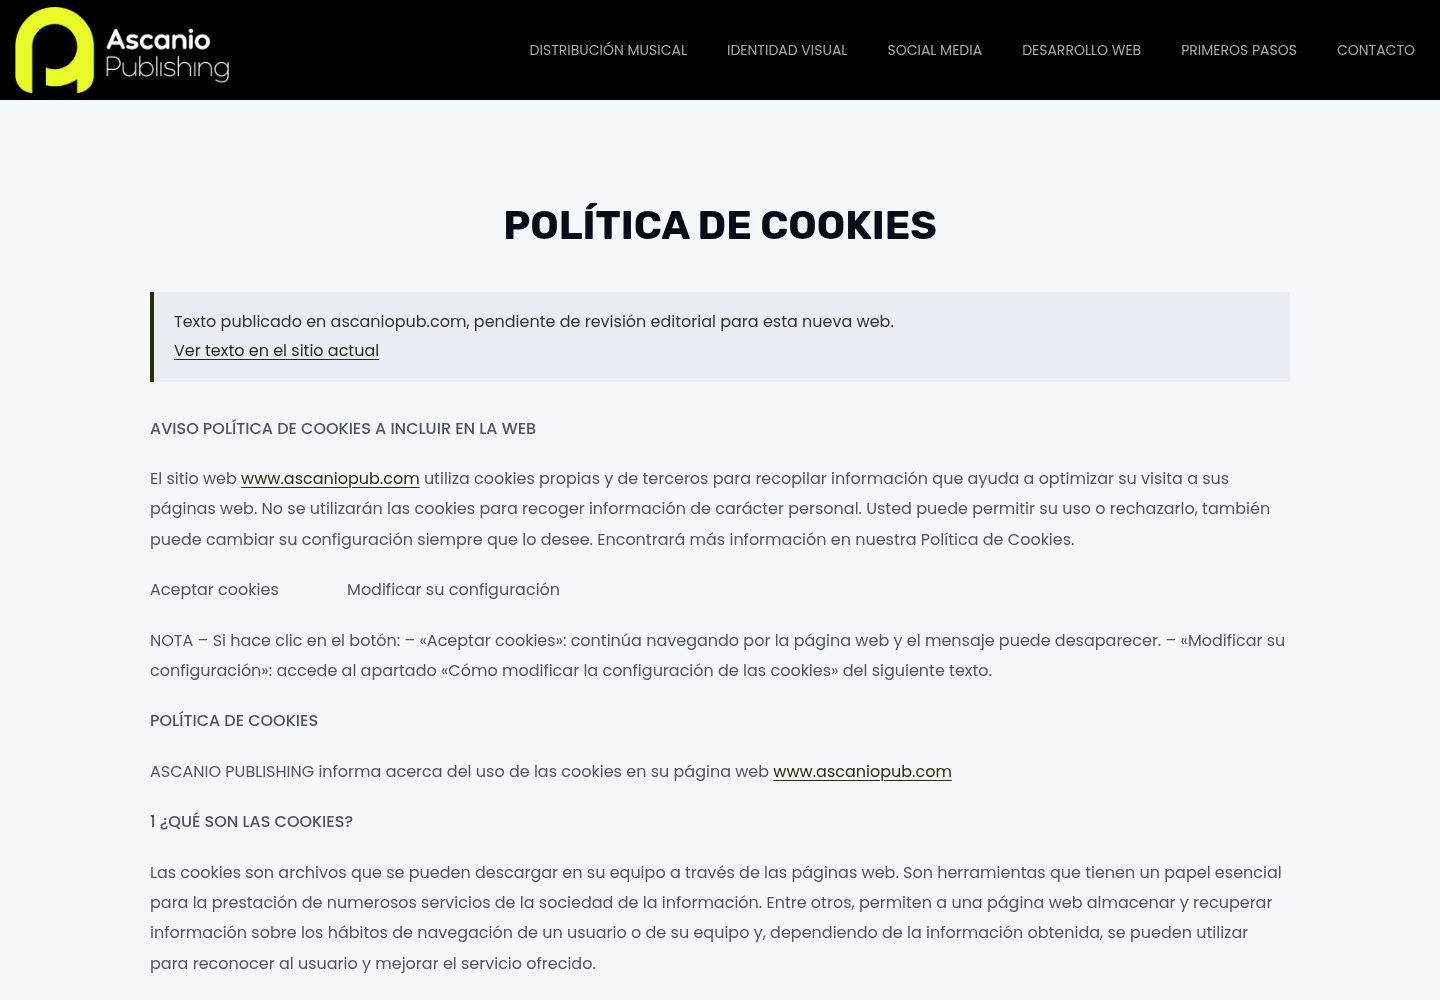 Ascanio
Publishing
DISTRIBUCIÓN MUSICAL IDENTIDAD VISUAL SOCIAL MEDIA DESARROLLO WEB PRIMEROS PASOS CONTACTO
POLÍTICA DE COOKIES
Texto publicado en ascaniopub.com, pendiente de revisión editorial para esta nueva web.
Ver texto en el sitio actual
AVISO POLÍTICA DE COOKIES A INCLUIR EN LA WEB
El sitio web www.ascaniopub.com utiliza cookies propias y de terceros para recopilar información que ayuda a optimizar su visita a sus
páginas web. No se utilizarán las cookies para recoger información de carácter personal. Usted puede permitir su uso o rechazarlo, también
puede cambiar su configuración siempre que lo desee. Encontrará más información en nuestra Política de Cookies.
Aceptar cookies Modificar su configuración
NOTA – Si hace clic en el botón: – «Aceptar cookies»: continúa navegando por la página web y el mensaje puede desaparecer. – «Modificar su
configuración»: accede al apartado «Cómo modificar la configuración de las cookies» del siguiente texto.
POLÍTICA DE COOKIES
ASCANIO PUBLISHING informa acerca del uso de las cookies en su página web www.ascaniopub.com
1 ¿QUÉ SON LAS COOKIES?
Las cookies son archivos que se pueden descargar en su equipo a través de las páginas web. Son herramientas que tienen un papel esencial
para la prestación de numerosos servicios de la sociedad de la información. Entre otros, permiten a una página web almacenar y recuperar
información sobre los hábitos de navegación de un usuario o de su equipo y, dependiendo de la información obtenida, se pueden utilizar
para reconocer al usuario y mejorar el servicio ofrecido.